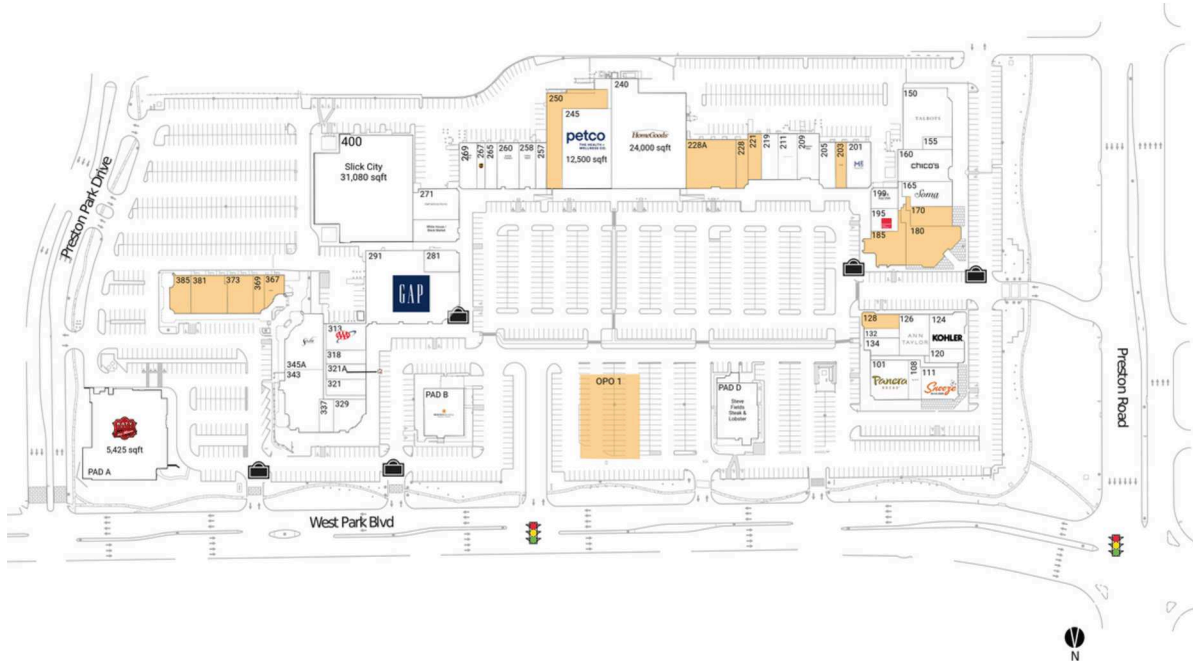 240
250
245
petco
THE HEALTH +
WELLNESS CO.
12,500 sqft
HomeGoods
24,000 sqft
150
TALBOTS
155
400
Slick City
31,080 sqft
269
267
265
260
258
257
228A
228
221
219
211
209
205
203
201
160
chico's
165
Soma
271
White House
Black Market
199
195
170
180
185
Preston Park Drive
291
281
GAP
385
381
373
369
367
313
318
321A
321
329
337
345A
343
128
126
124
132
134
ANN
TAYLOR
KOHLER
120
101
Panera
BREAD
108
111
Snooze
Preston Road
OPO 1
PAD B
PAD D
Steve
Fields
Steak &
Lobster
5,425 sqft
PAD A
West Park Blvd
N